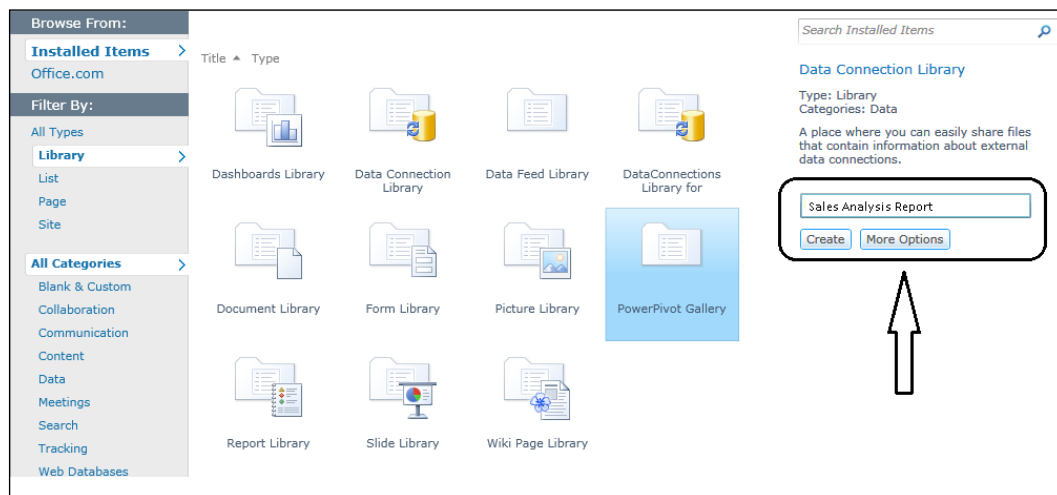 Browse From:
Installed Items
Office.com
Filter By:
All Types
Library
List
Page
Site
All Categories
Blank & Custom
Collaboration
Communication
Content
Data
Meetings
Search
Tracking
Web Databases
Title Type
Dashboards Library
Data Connection
Library
Data Feed Library
DataConnections
Library for
Document Library
Form Library
Picture Library
PowerPivot Gallery
Report Library
Slide Library
Wiki Page Library
Search Installed Items
Data Connection Library
Type: Library
Categories: Data
A place where you can easily share files
that contain information about external
data connections.
Sales Analysis Report
Create More Options